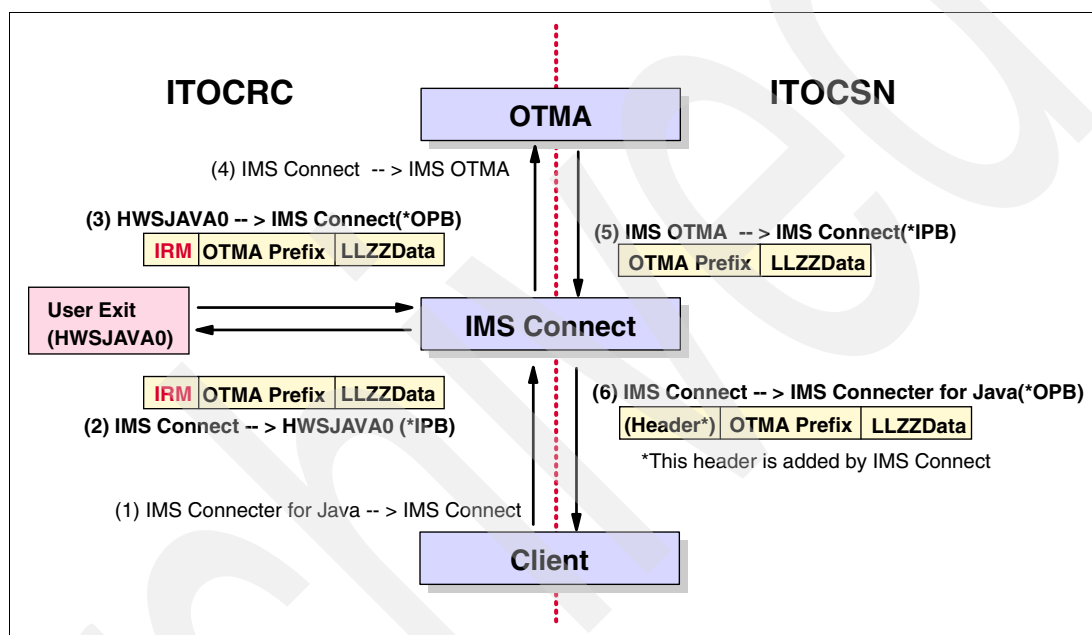 ITOCRC
ITOCSN
OTMA
(4) IMS Connect -- > IMS OTMA
(3) HWSJAVA0 -- > IMS Connect(*OPB)
IRM OTMA Prefix LLZZData
(5) IMS OTMA -- > IMS Connect(*IPB)
OTMA Prefix LLZZData
User Exit
(HWSJAVA0)
IMS Connect
IRM OTMA Prefix LLZZData
(2) IMS Connect -- > HWSJAVA0 (*IPB)
(6) IMS Connect -- > IMS Connecter for Java(*OPB)
(Header*) OTMA Prefix LLZZData
*This header is added by IMS Connect
(1) IMS Connecter for Java -- > IMS Connect
Client